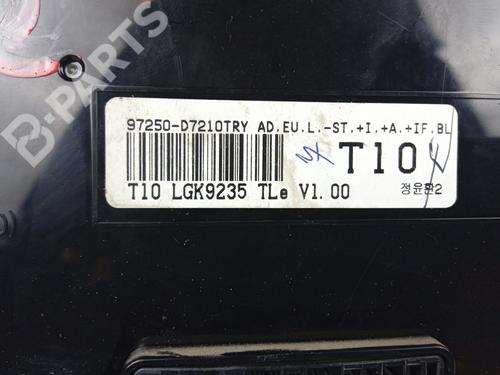 B-PARTS
97250-D7210TRY AD.EU.L.-ST.+I.+A.+IF.BL
T10
T10 LGK9235 TLe V1.00
정윤환2